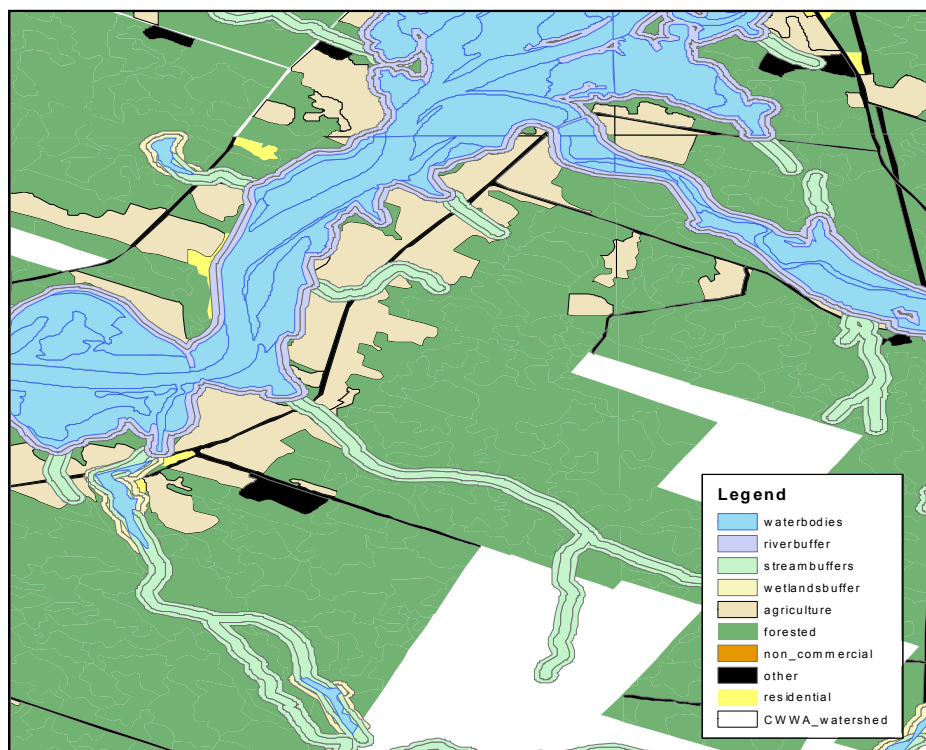 Legend
waterbodies
riverbuffer
streambuffers
wetlandsbuffer
agriculture
forested
non_commercial
other
residential
CWWA_watershed